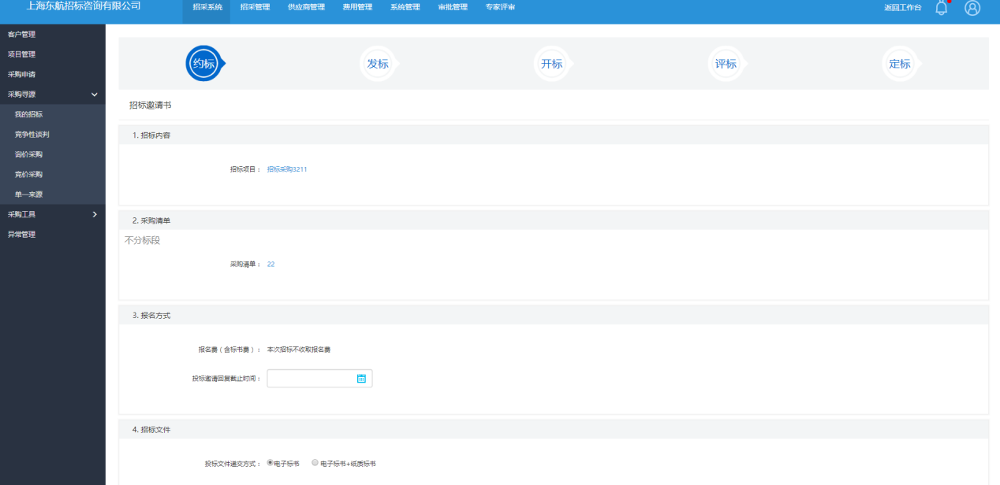 上海东航招标咨询有限公司
招采系统 招采管理 供应商管理 费用管理 系统管理 审批管理 专家评审 返回工作台
客户管理
项目管理
采购申请
采购寻源
我的招标
竞争性谈判
询价采购
竞价采购
单一来源
采购工具
异常管理
约标 发标 开标 评标 定标
招标邀请书
1. 招标内容
招标项目： 招标采购3211
2. 采购清单
不分标段
采购清单： 22
3. 报名方式
报名费（含标书费）： 本次招标不收取报名费
投标邀请回复截止时间：
4. 招标文件
投标文件递交方式： 电子标书 电子标书+纸质标书